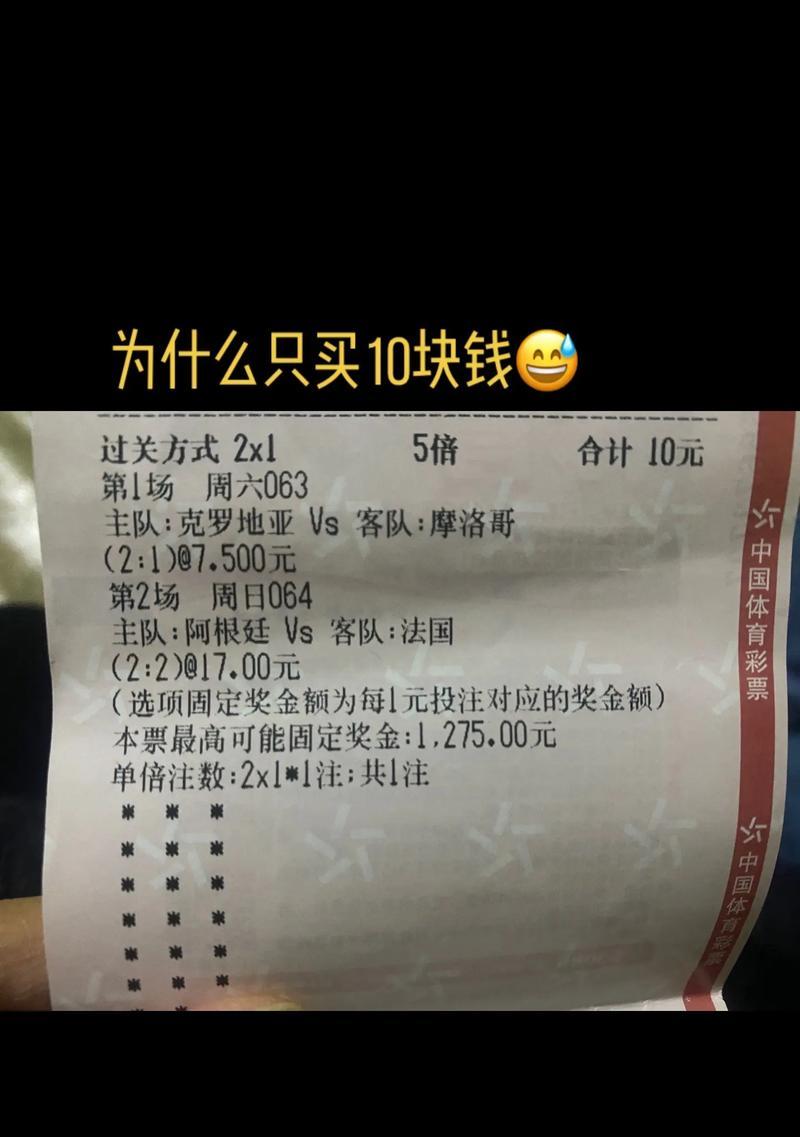 为什么只买10块钱😅
过关方式 2x1 5倍 合计 10元
第1场 周六063
主队:克罗地亚 Vs 客队:摩洛哥
(2:1)@7.500元
第2场 周日064
主队:阿根廷 Vs 客队:法国
(2:2)@17.00元
(选项固定奖金额为每1元投注对应的奖金额)
本票最高可能固定奖金:1,275.00元
单倍注数:2x1*1注;共1注
* * *
* * *
* * *
* * *
* * *
* * *
* *
中国体育彩票
中国体育彩票